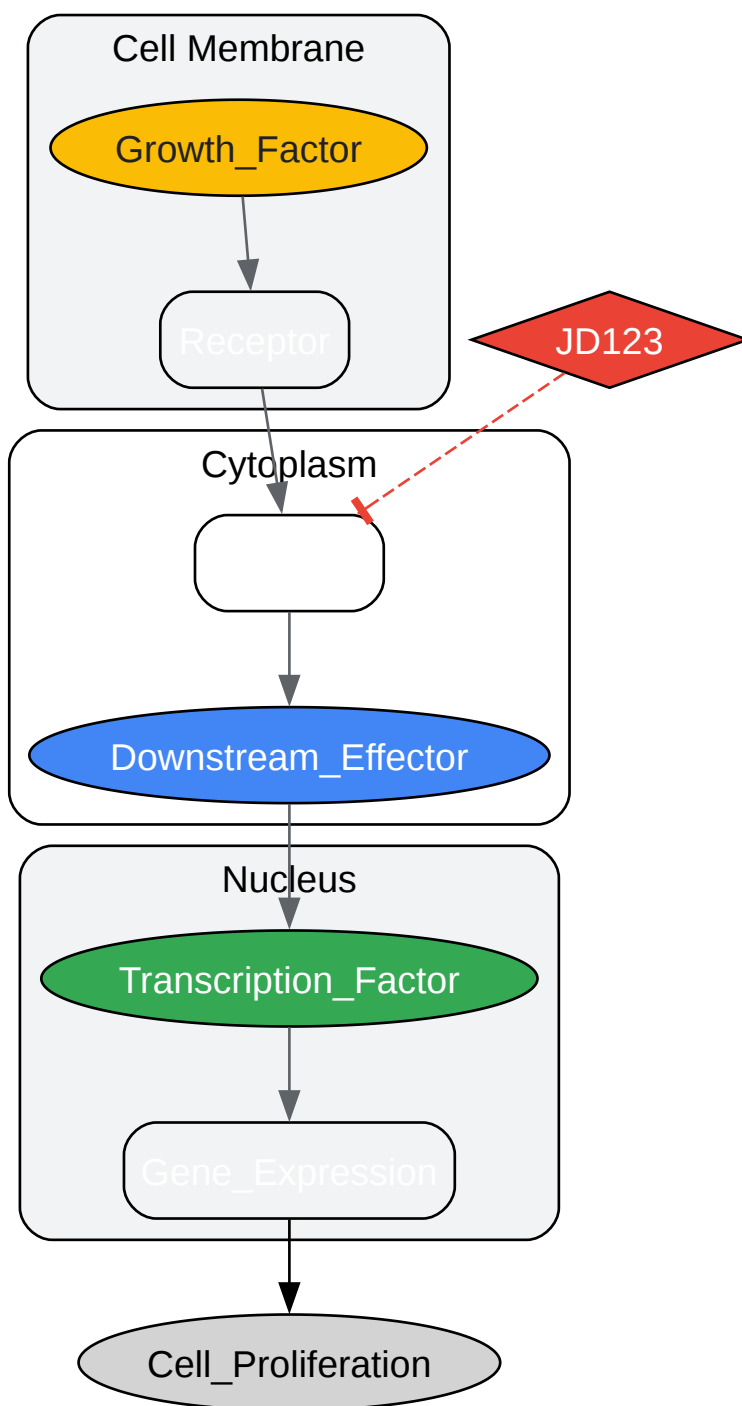 Cell Membrane
Growth_Factor
Receptor
JD123
Cytoplasm
Downstream_Effector
Nucleus
Transcription_Factor
Gene_Expression
Cell_Proliferation